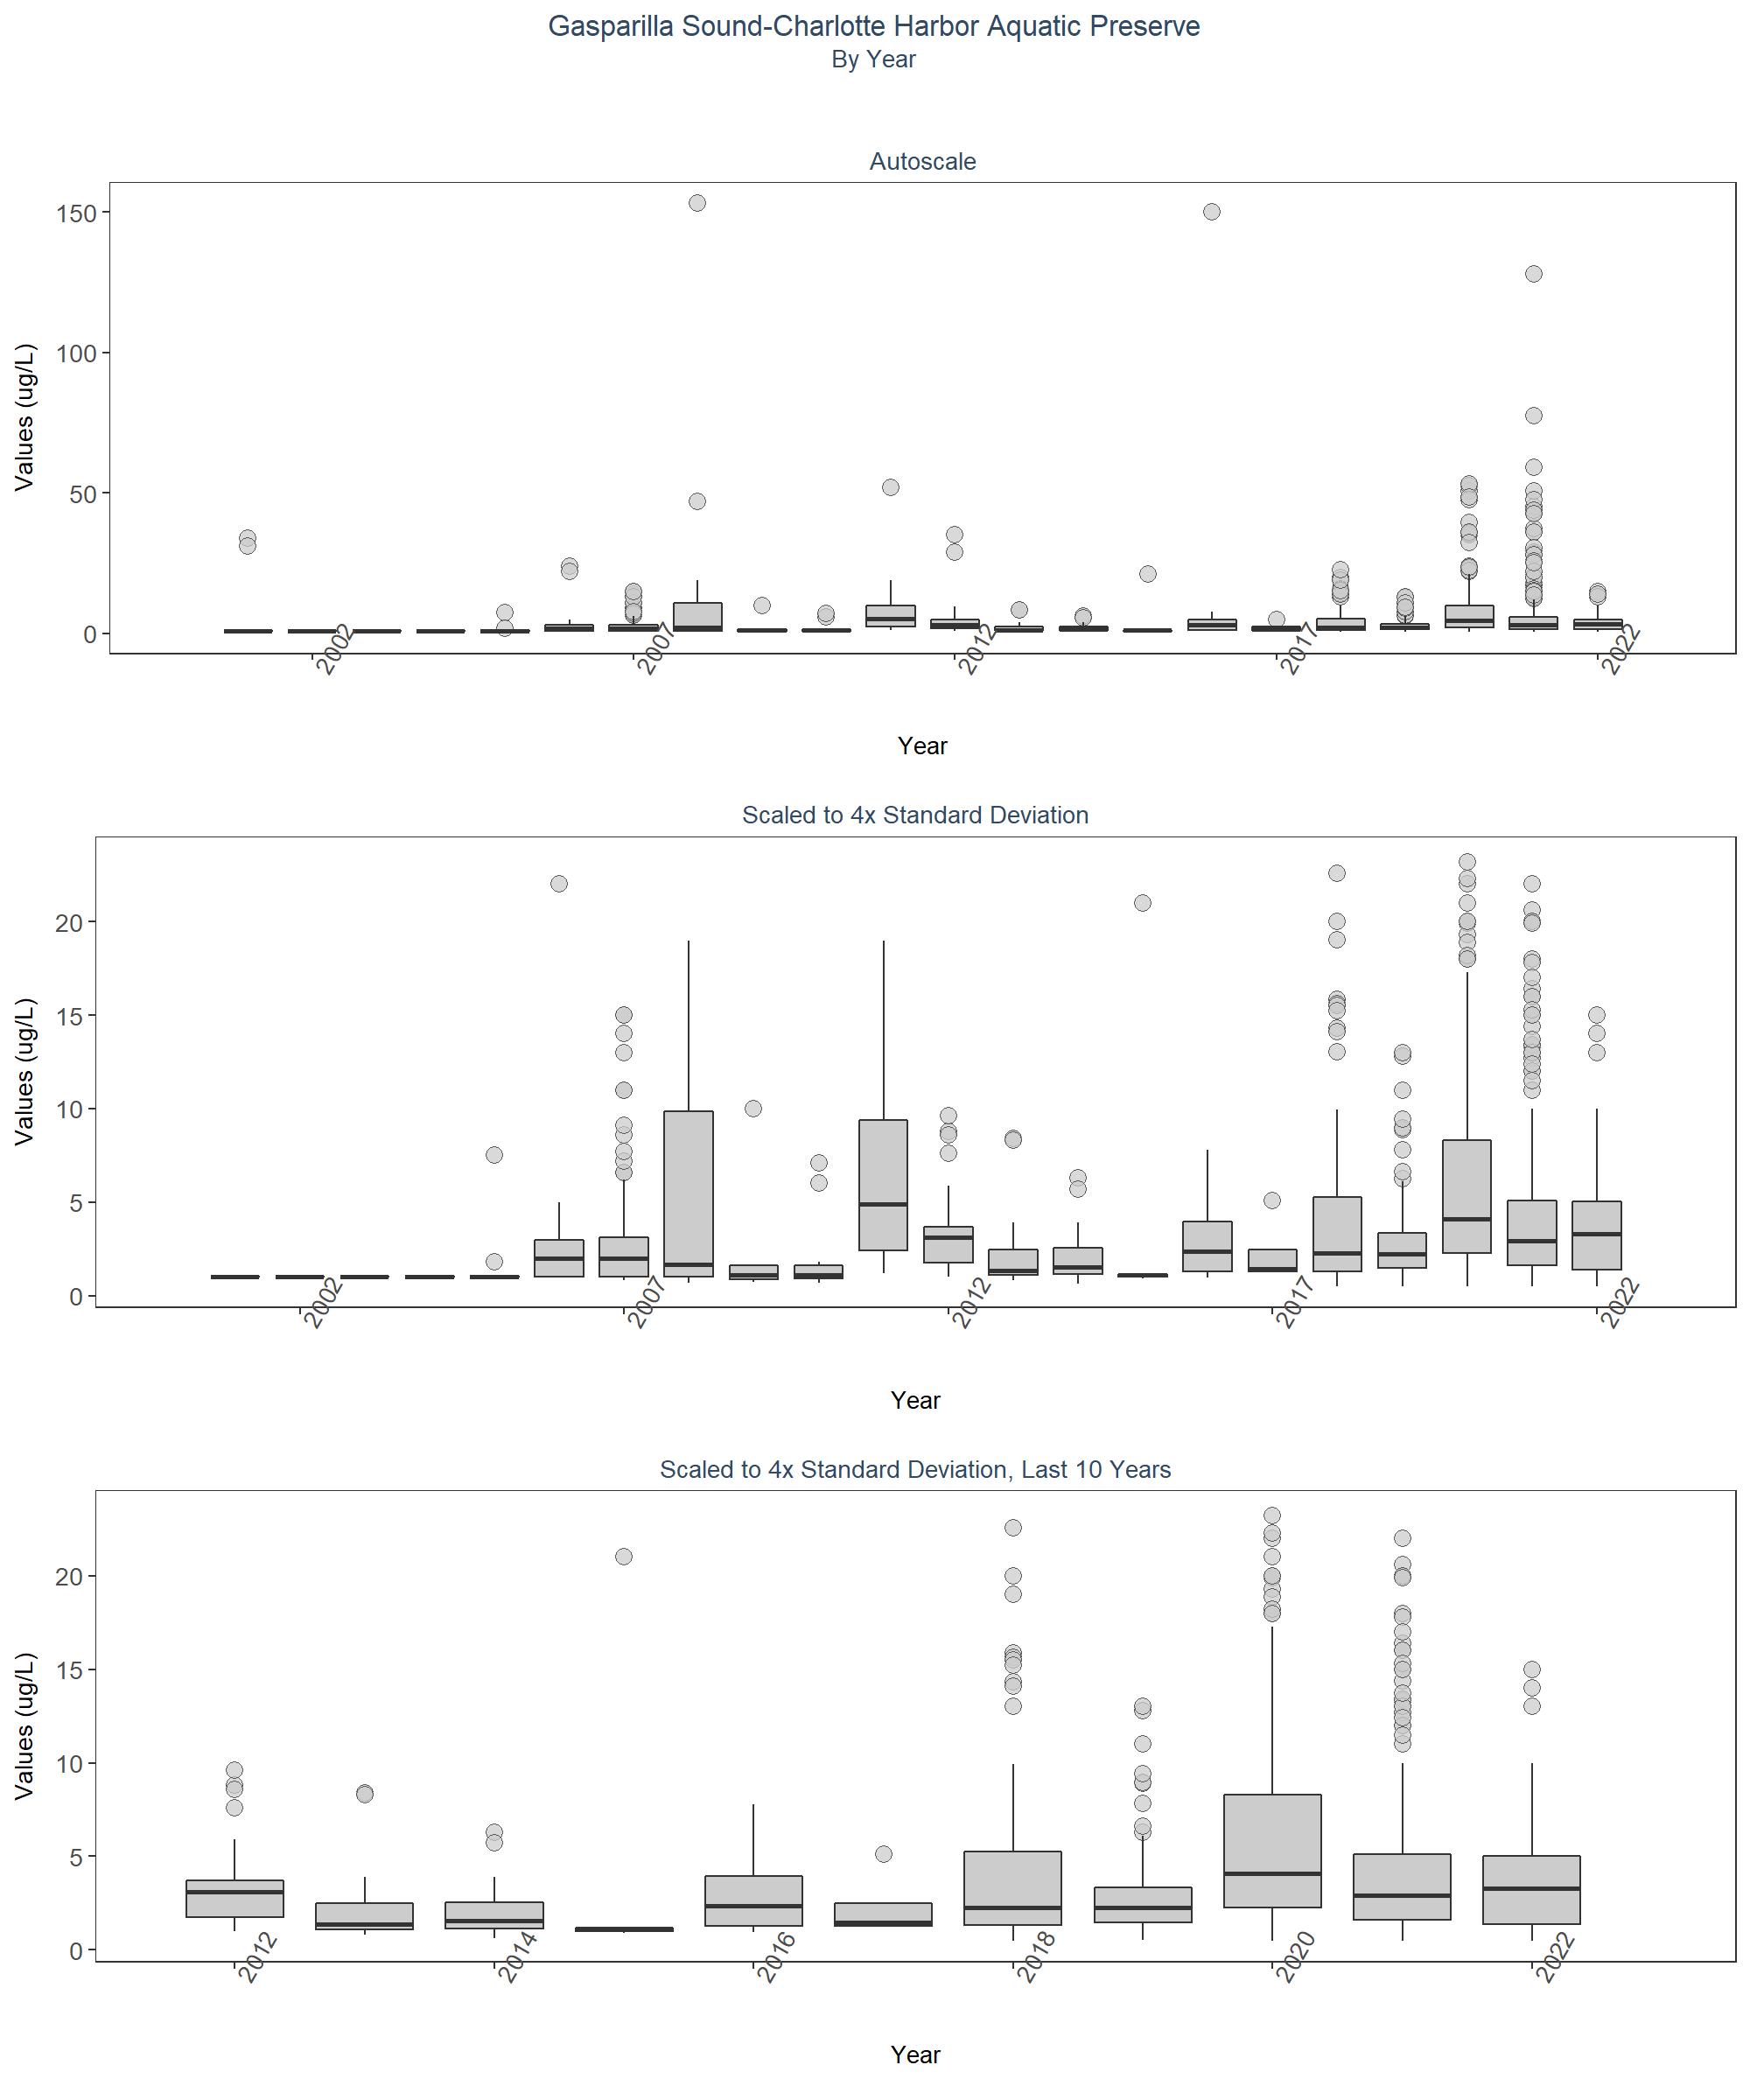 Gasparilla Sound-Charlotte Harbor Aquatic Preserve
By Year
Autoscale
Values (ug/L)
150
100
50
0
2002 2007 2012 2017 2022
Year
Scaled to 4x Standard Deviation
Values (ug/L)
20
15
10
5
0
2002 2007 2012 2017 2022
Year
Scaled to 4x Standard Deviation, Last 10 Years
Values (ug/L)
20
15
10
5
0
2012 2014 2016 2018 2020 2022
Year